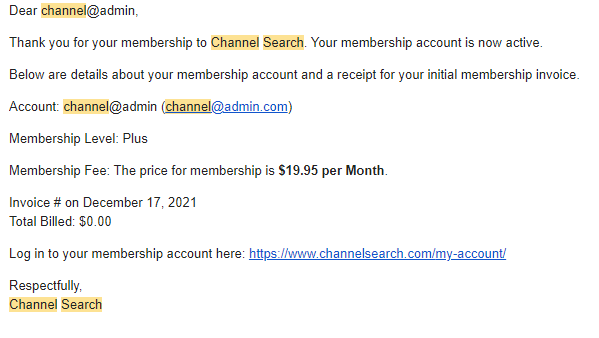 Dear channel@admin,
Thank you for your membership to Channel Search. Your membership account is now active.
Below are details about your membership account and a receipt for your initial membership invoice.
Account: channel@admin (channel@admin.com)
Membership Level: Plus
Membership Fee: The price for membership is $19.95 per Month.
Invoice # on December 17, 2021
Total Billed: $0.00
Log in to your membership account here: https://www.channelsearch.com/my-account/
Respectfully,
Channel Search